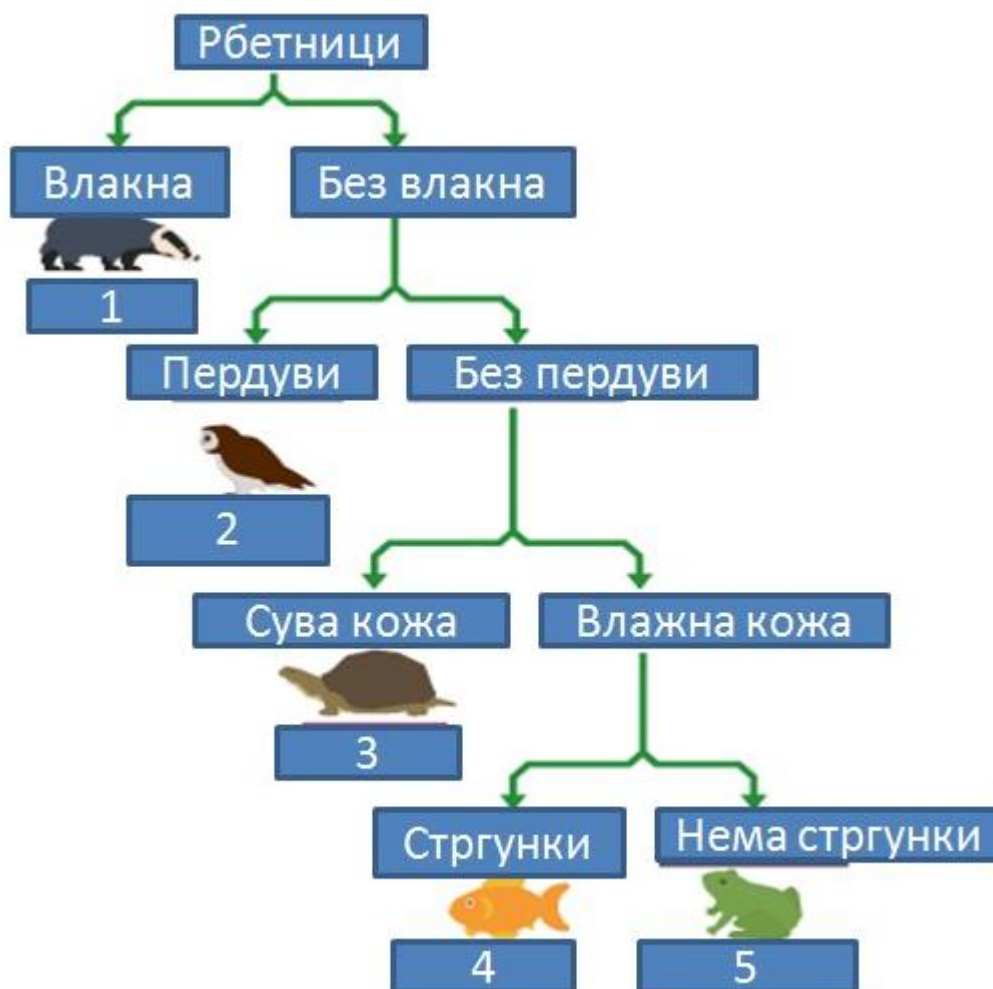 Рбетници
Влакна
Без влакна
1
Пердуви
Без пердуви
2
Сува кожа
Влажна кожа
3
Стргунки
Нема стргунки
4
5